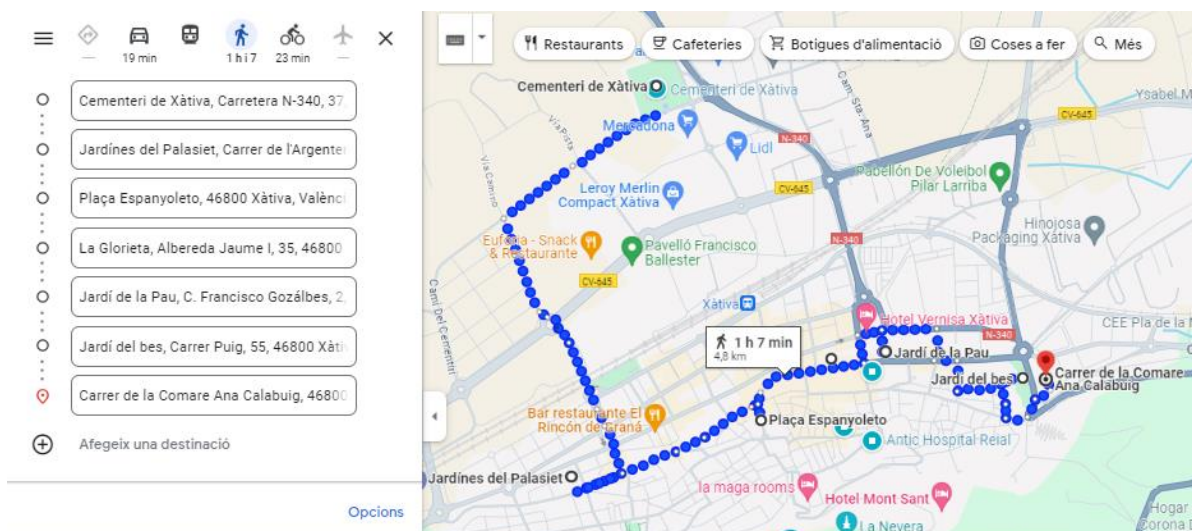 19 min
1 h i 7
23 min
Cementeri de Xàtiva, Carretera N-340, 37,
Jardínes del Palasiet, Carrer de l'Argenter
Plaça Espanyoleto, 46800 Xàtiva, Valènci
La Glorieta, Albereda Jaume I, 35, 46800
Jardí de la Pau, C. Francisco Gozálbes, 2,
Jardí del bes, Carrer Puig, 55, 46800 Xàti
Carrer de la Comare Ana Calabuig, 46800
Afegeix una destinació
Opcions
Restaurants
Cafeteries
Botigues d'alimentació
Coses a fer
Més
Cementeri de Xàtiva
Cementeri de Xàtiva
Cam. Sta. Ana
Ysabel M
CV-645
Mercadona
Vía Pista
N-340
Lidl
Vía Camino
Pabellón De Voleibol
Pilar Larriba
Leroy Merlin
Compact Xàtiva
CV-645
Hinojosa
Packaging Xàtiva
Euforia - Snack
& Restaurante
Pavelló Francisco
Ballester
N-340
CV-645
Camí Del Cementiri
Xàtiva
Hotel Vernisa Xàtiva
CEE Pla de la
N-340
1 h 7 min
4,8 km
Jardí de la Pau
Jardí del bes
Carrer de la Comare
Ana Calabuig
Bar restaurante El
Rincón de Graná
Plaça Espanyoleto
Antic Hospital Reial
Jardínes del Palasiet
la maga rooms
Hotel Mont Sant
La Nevera
Hogar
Corona